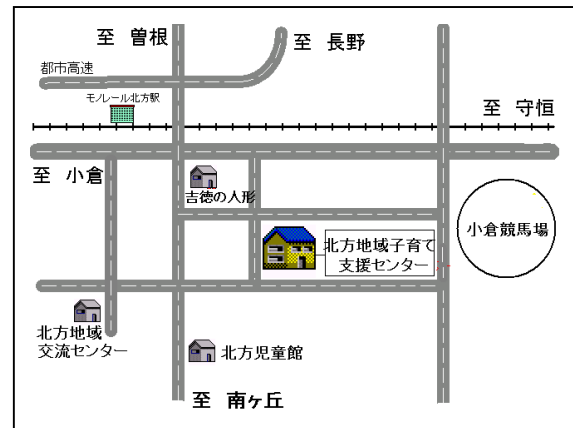 至 曽根
至 長野
都市高速
モノレール北方駅
至 守恒
至 小倉
吉徳の人形
北方地域子育て
支援センター
小倉競馬場
北方地域
交流センター
北方児童館
至 南ヶ丘